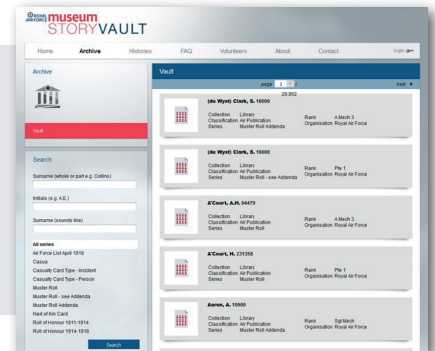 ROYAL AIR FORCE museum
STORYVAULT
Home Archive Histories FAQ Volunteers About Contact login
Archive
Vault
Search
Surname (whole or part e.g. Collins)
Initials (e.g. A.E.)
Surname (sounds like)
All series
Air Force List April 1918
Casua
Casualty Card Type - Incident
Casualty Card Type - Person
Muster Roll
Muster Roll - see Addenda
Muster Roll Addenda
Next of Kin Card
Roll of Honour 1911-1914
Roll of Honour 1914-1918
Search
Vault
page 1 /
29,952
next
(do Wyst) Clark, S. 16000
Collection Library
Classification Air Publication
Series Muster Roll
Rank A Mech 3
Organisation Royal Air Force
(do Wyst) Clark, S. 16000
Collection Library
Classification Air Publication
Series Muster Roll - see Addenda
Rank Pte 1
Organisation Royal Air Force
A'Court, A.H. 94479
Collection Library
Classification Air Publication
Series Muster Roll
Rank A Mech 3
Organisation Royal Air Force
A'Court, H. 231358
Collection Library
Classification Air Publication
Series Muster Roll
Rank Pte 1
Organisation Royal Air Force
Aaron, A. 10900
Collection Library
Classification Air Publication
Series Muster Roll Addenda
Rank Sgt Mech
Organisation Royal Air Force